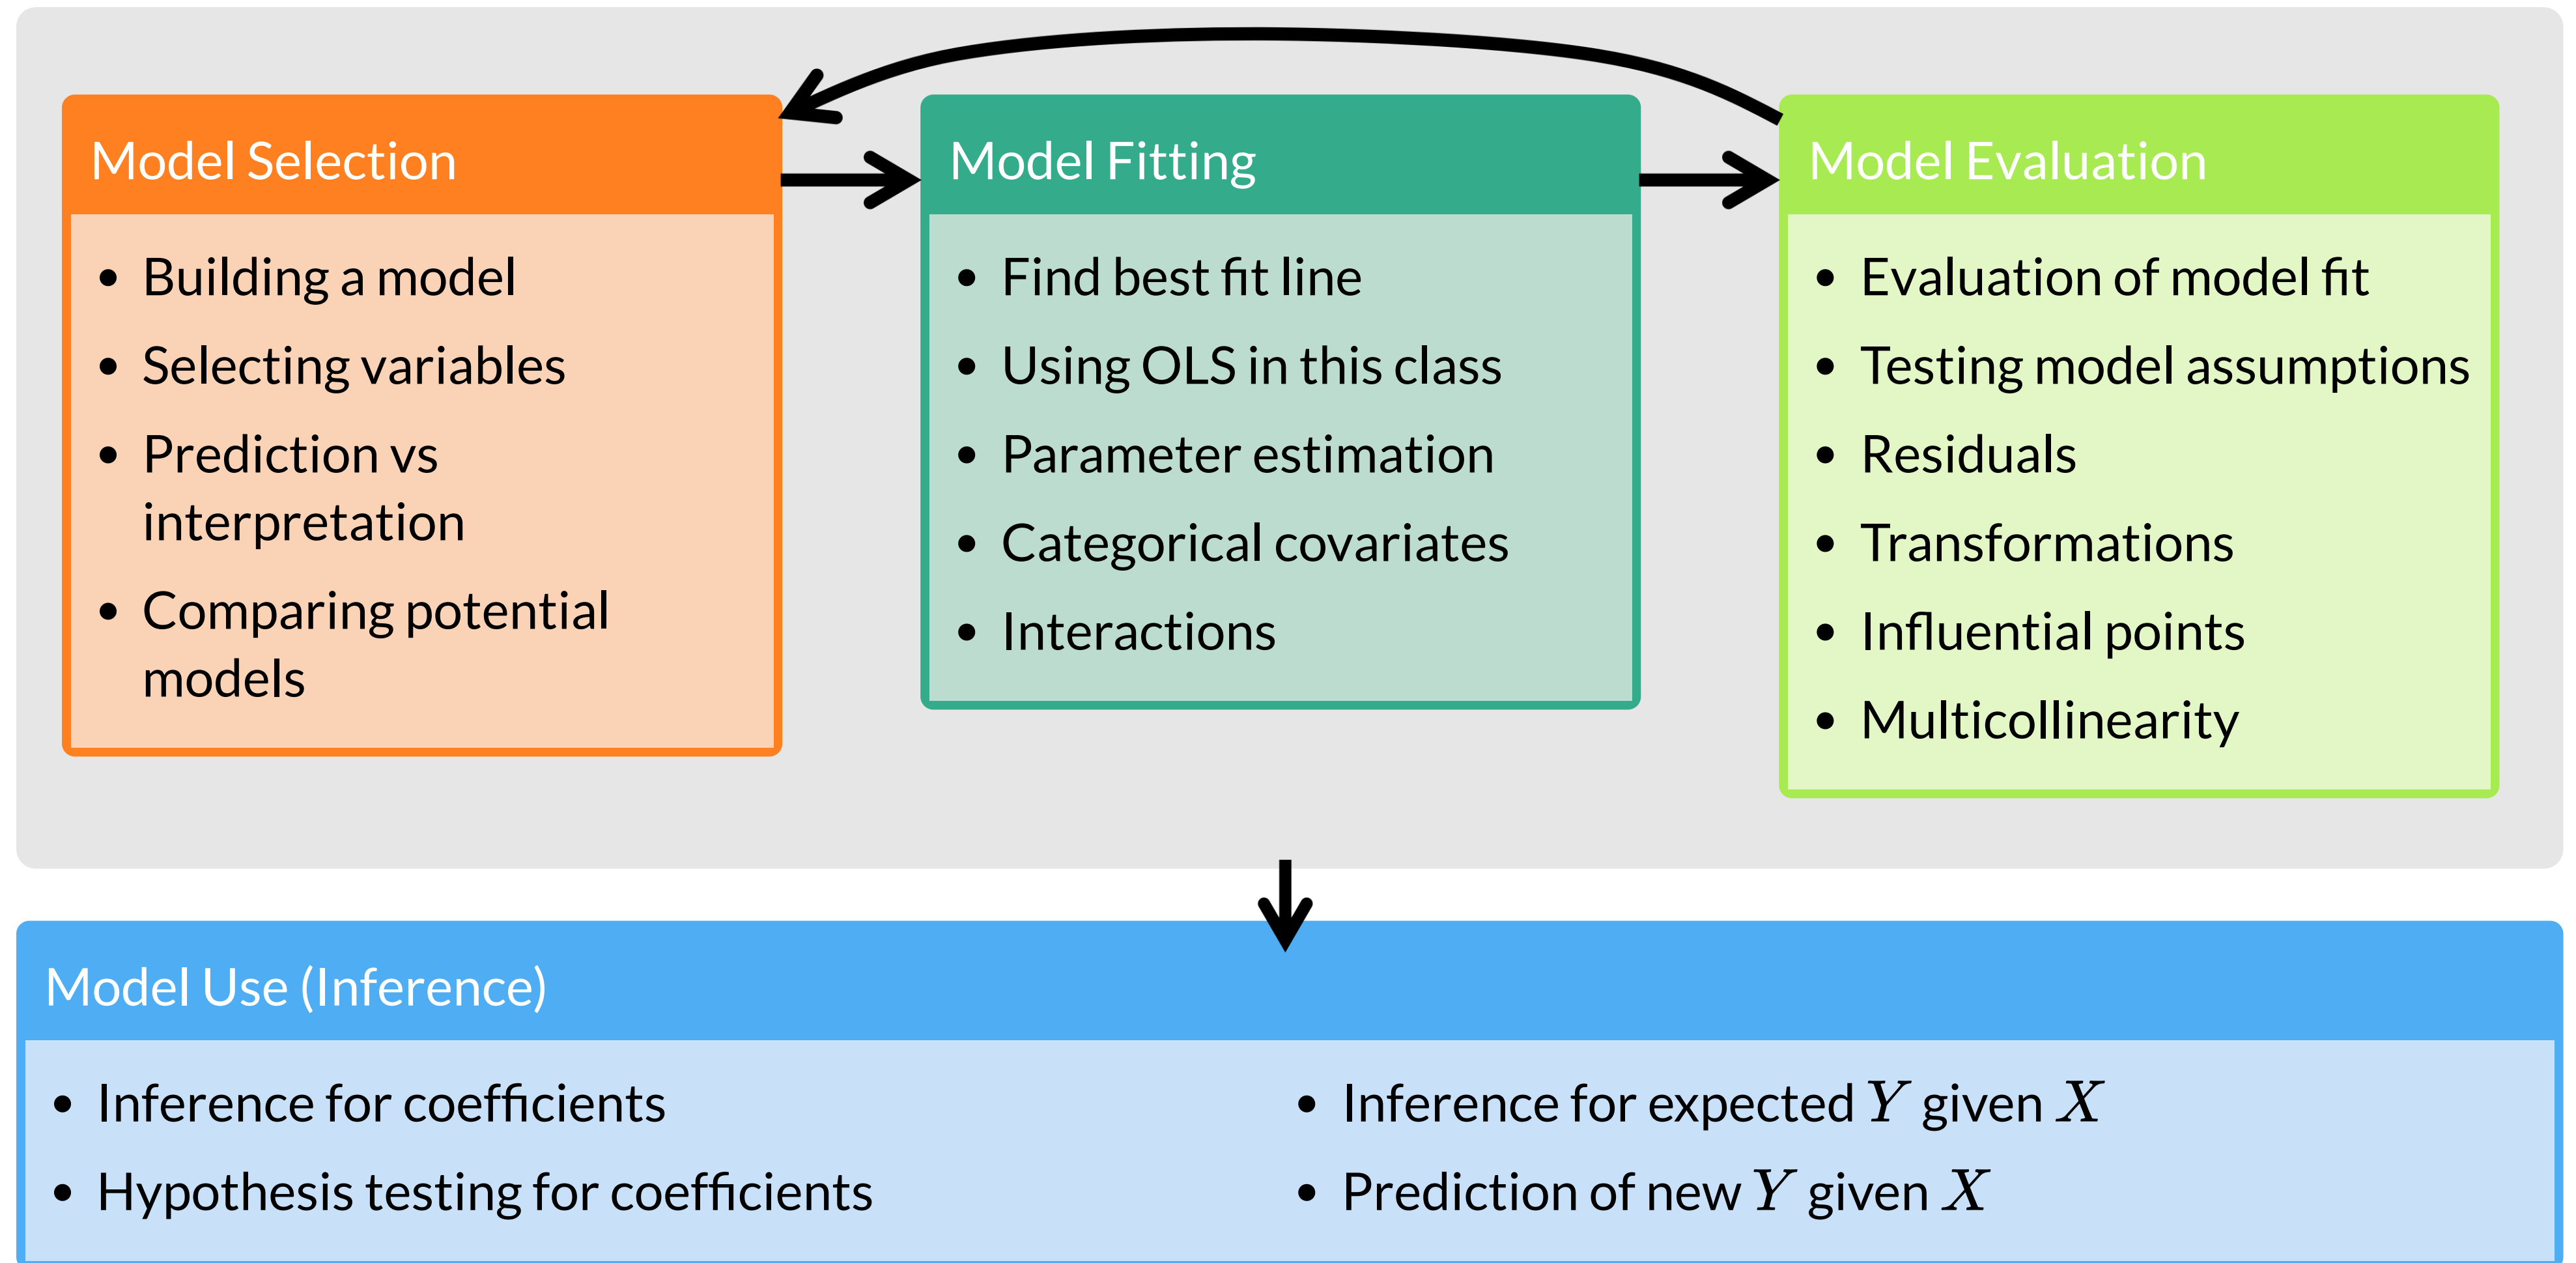 Model Selection
• Building a model
• Selecting variables
• Prediction vs
interpretation
• Comparing potential
models
Model Fitting
• Find best fit line
• Using OLS in this class
• Parameter estimation
• Categorical covariates
• Interactions
Model Evaluation
• Evaluation of model fit
• Testing model assumptions
• Residuals
• Transformations
• Influential points
• Multicollinearity
Model Use (Inference)
• Inference for coefficients
• Hypothesis testing for coefficients
• Inference for expected Y given X
• Prediction of new Y given X